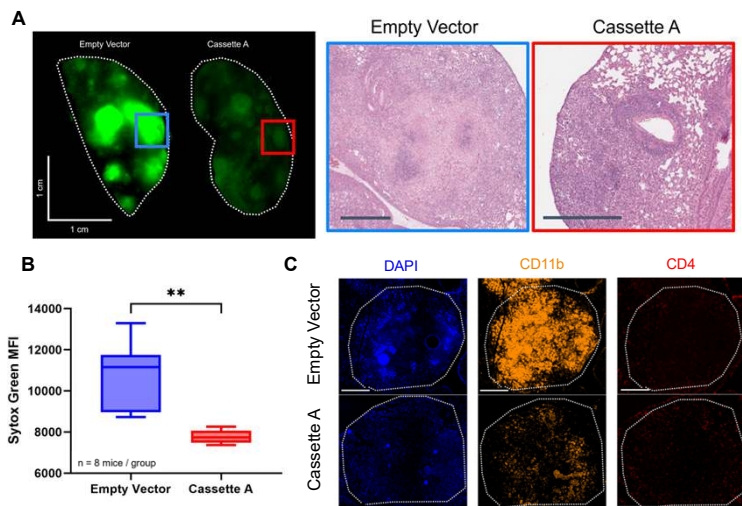 A
Empty Vector
Cassette A
1 cm
1 cm
Empty Vector
Cassette A
B
**
Sytox Green MFI
14000
12000
10000
8000
6000
n = 8 mice / group
Empty Vector
Cassette A
C
DAPI
CD11b
CD4
Empty Vector
Cassette A